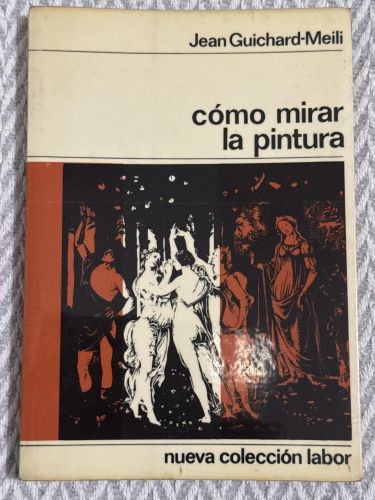 Jean Guichard-Meili
cómo mirar
la pintura
nueva colección labor